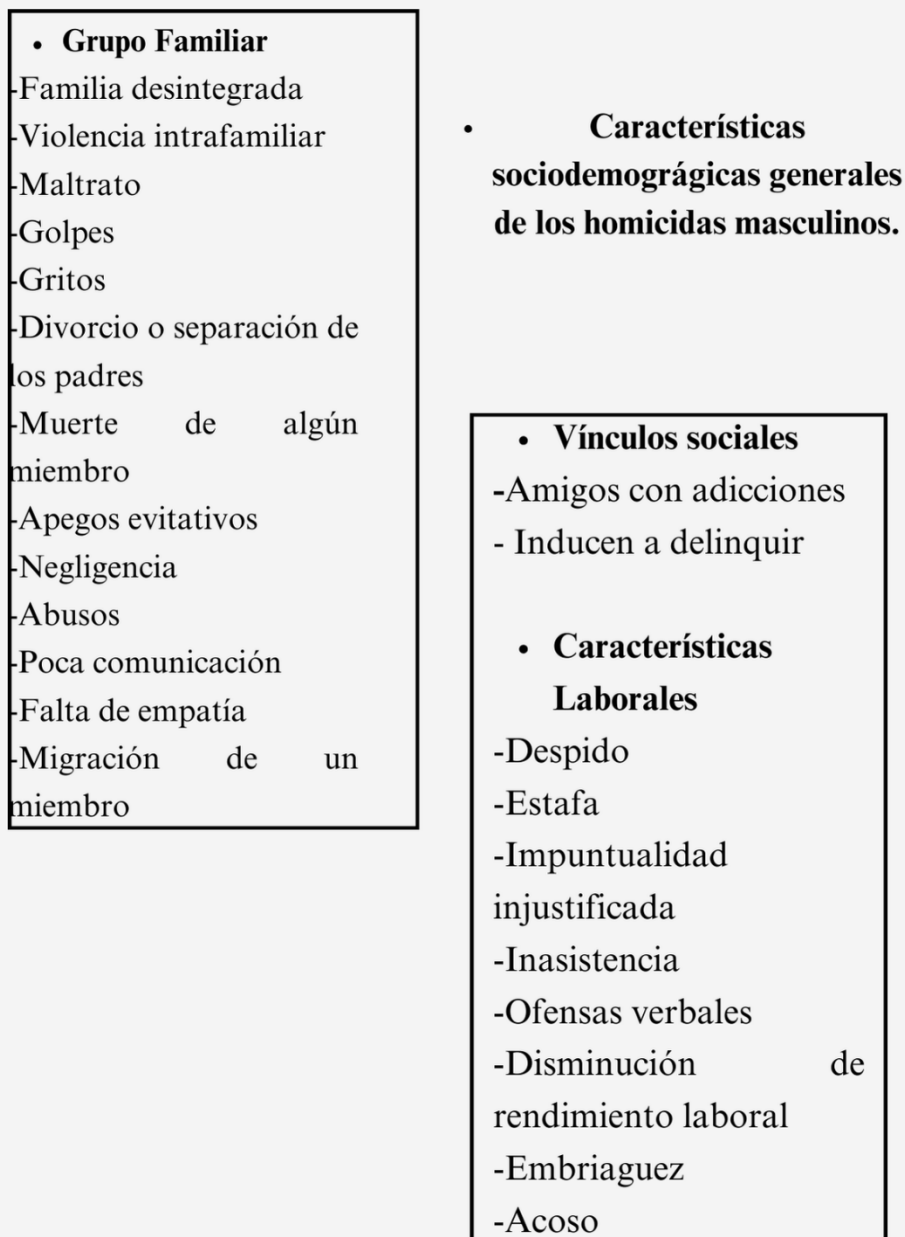 • Grupo Familiar
-Familia desintegrada
-Violencia intrafamiliar
-Maltrato
-Golpes
-Gritos
-Divorcio o separación de
los padres
-Muerte de algún
miembro
-Apegos evitativos
-Negligencia
-Abusos
-Poca comunicación
-Falta de empatía
-Migración de un
miembro
• Características
sociodemográgicas generales
de los homicidas masculinos.
• Vínculos sociales
-Amigos con adicciones
- Inducen a delinquir
• Características
Laborales
-Despido
-Estafa
-Impuntualidad
injustificada
-Inasistencia
-Ofensas verbales
-Disminución de
rendimiento laboral
-Embriaguez
-Acoso